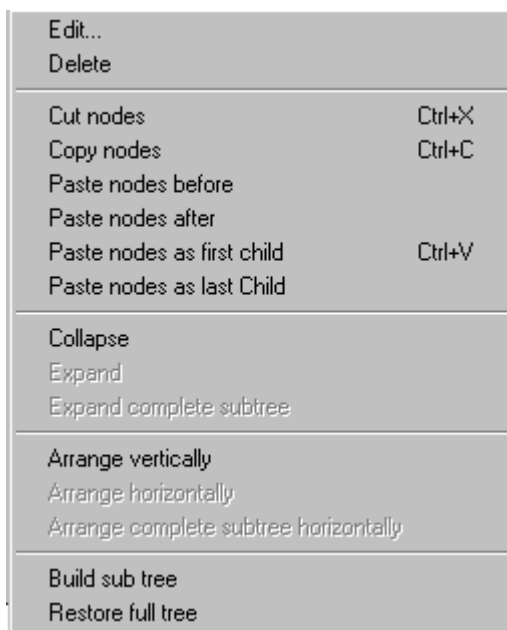 Edit...
Delete
Cut nodes Ctrl+X
Copy nodes Ctrl+C
Paste nodes before
Paste nodes after
Paste nodes as first child Ctrl+V
Paste nodes as last Child
Collapse
Expand
Expand complete subtree
Arrange vertically
Arrange horizontally
Arrange complete subtree horizontally
Build sub tree
Restore full tree